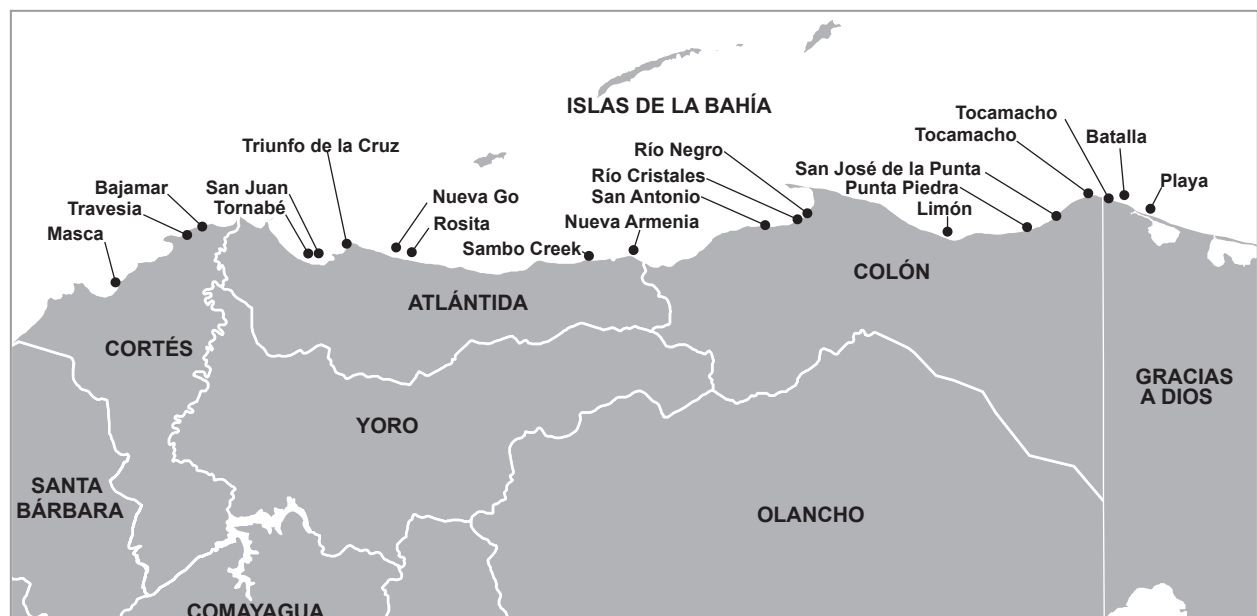 ISLAS DE LA BAHÍA
Tocamacho
Tocamacho
Batalla
Triunfo de la Cruz
Río Negro
San José de la Punta
Río Cristales
Playa
Bajamar
San Juan
Punta Piedra
Nueva Go
San Antonio
Travesia
Tornabé
Limón
Rosita
Nueva Armenia
Masca
Sambo Creek
COLÓN
ATLÁNTIDA
CORTÉS
GRACIAS
A DIOS
YORO
SANTA
BÁRBARA
OLANCHO
COMAYAGUA